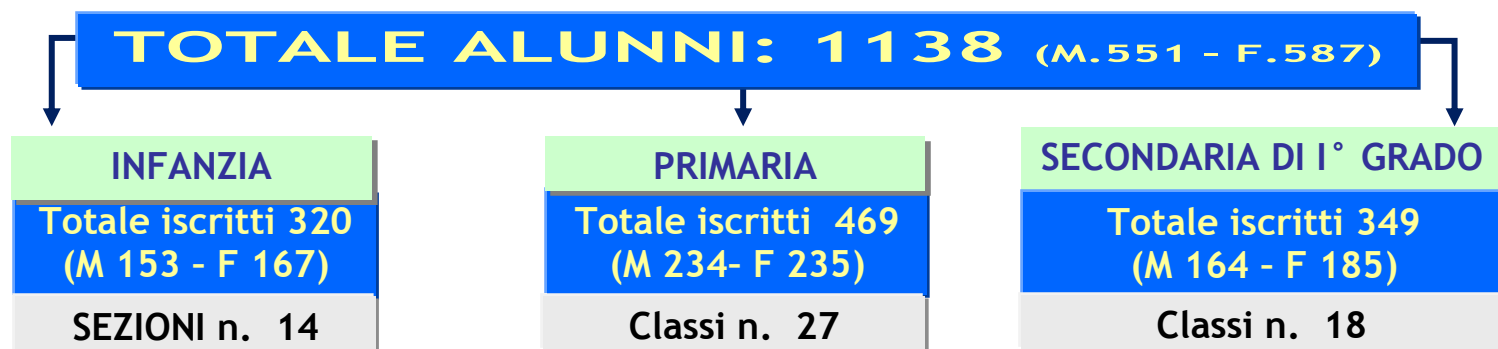 TOTALE ALUNNI: 1138 (M.551 - F.587)
INFANZIA
Totale iscritti 320
(M 153 - F 167)
SEZIONI n. 14
PRIMARIA
Totale iscritti 469
(M 234- F 235)
Classi n. 27
SECONDARIA DI I° GRADO
Totale iscritti 349
(M 164 - F 185)
Classi n. 18